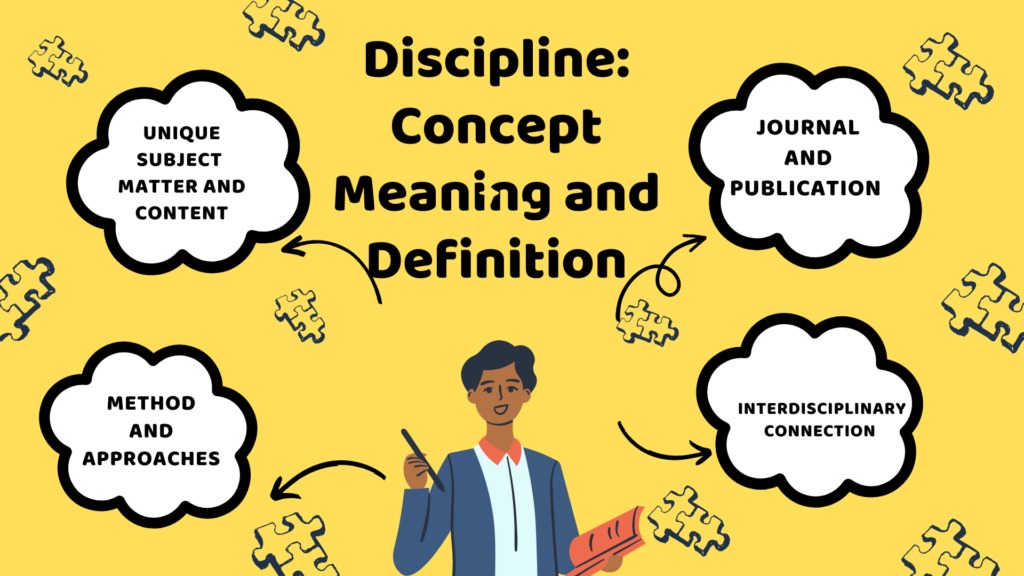 Discipline:
Concept
Meaning and
Definition
UNIQUE
SUBJECT
MATTER AND
CONTENT
JOURNAL
AND
PUBLICATION
METHOD
AND
APPROACHES
INTERDISCIPLINARY
CONNECTION